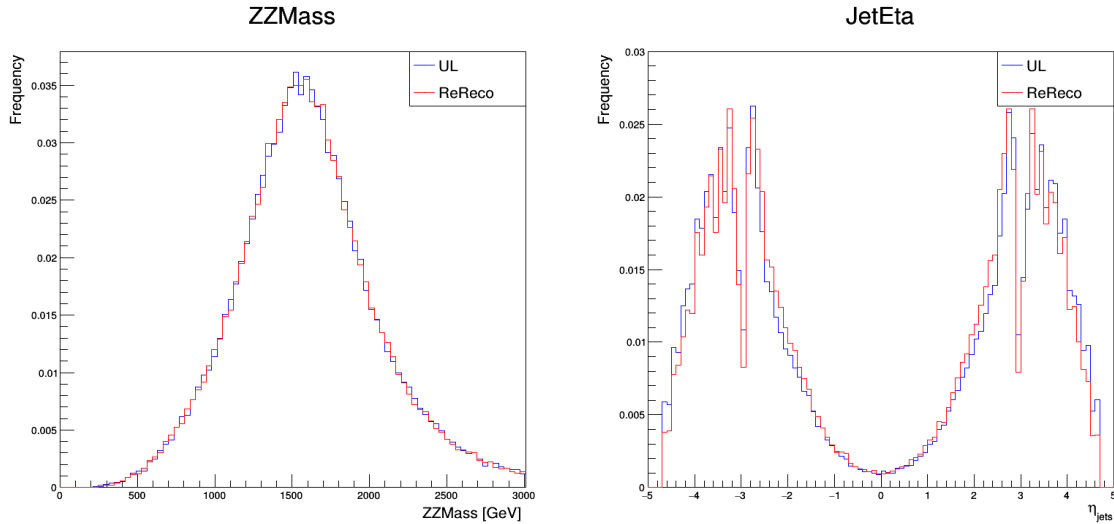 ZZMass
Frequency
UL
ReReco
0.035
0.03
0.025
0.02
0.015
0.01
0.005
0
0 500 1000 1500 2000 2500 3000
ZZMass [GeV]
JetEta
Frequency
UL
ReReco
0.03
0.025
0.02
0.015
0.01
0.005
0
−5 −4 −3 −2 −1 0 1 2 3 4 5
η jets